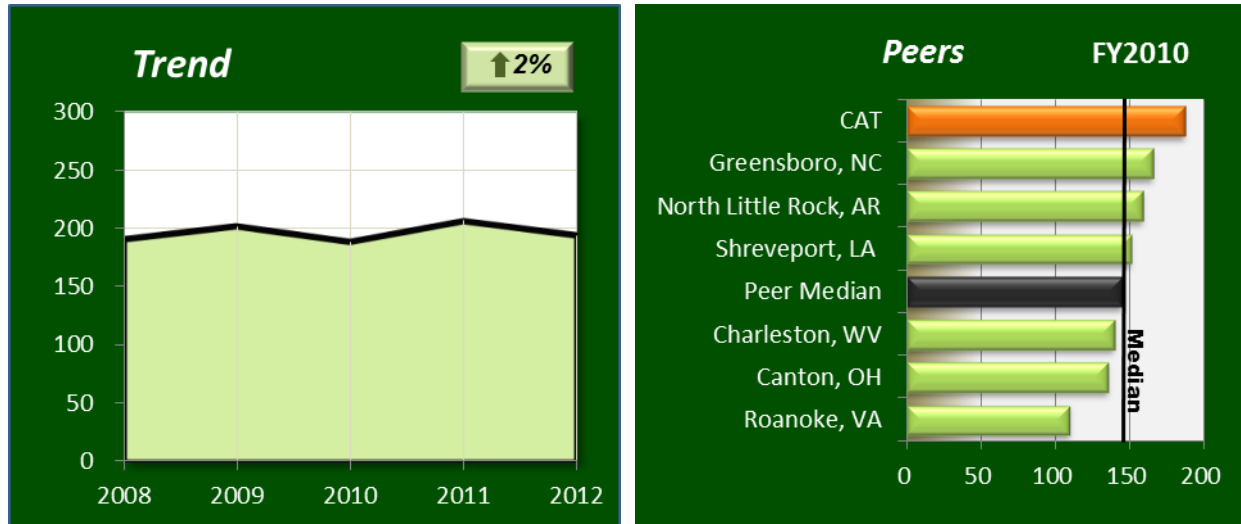 Trend
↑2%
300
250
200
150
100
50
0
2008 2009 2010 2011 2012
Peers FY2010
CAT
Greensboro, NC
North Little Rock, AR
Shreveport, LA
Peer Median
Charleston, WV
Canton, OH
Roanoke, VA
Median
0 50 100 150 200